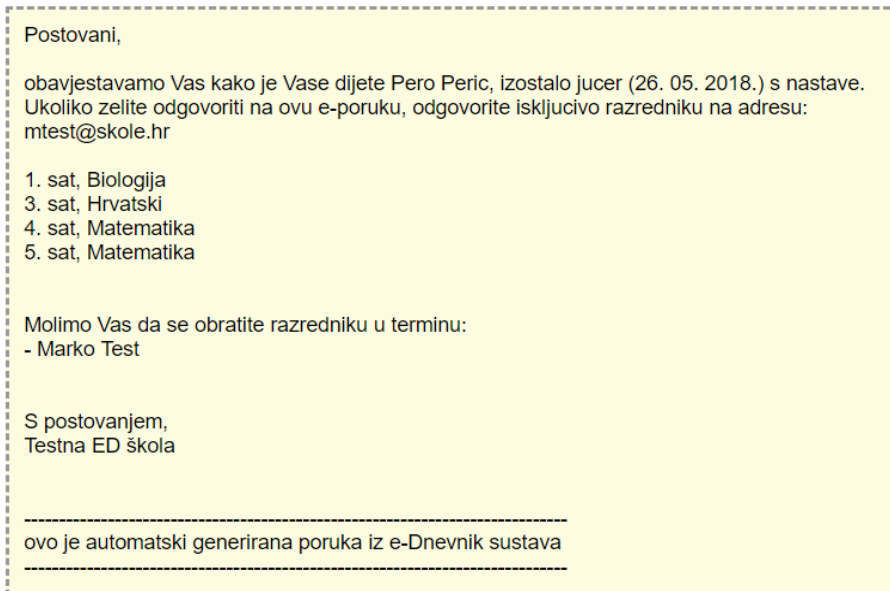 Postovani,
obavjestavamo Vas kako je Vase dijete Pero Peric, izostalo jucer (26. 05. 2018.) s nastave.
Ukoliko zelite odgovoriti na ovu e-poruku, odgovorite iskljucivo razredniku na adresu:
mtest@skole.hr
1. sat, Biologija
3. sat, Hrvatski
4. sat, Matematika
5. sat, Matematika
Molimo Vas da se obratite razredniku u terminu:
- Marko Test
S postovanjem,
Testna ED škola
------------------------------------------------------------------------------
ovo je automatski generirana poruka iz e-Dnevnik sustava
------------------------------------------------------------------------------